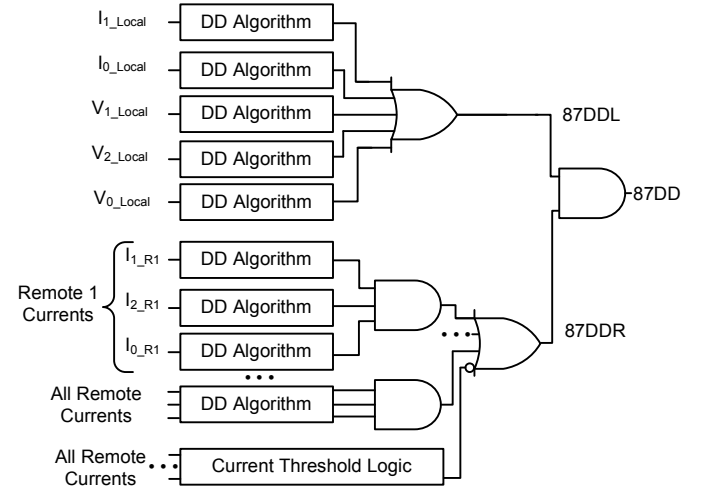 I1_Local DD Algorithm
I0_Local DD Algorithm
V1_Local DD Algorithm
V2_Local DD Algorithm
V0_Local DD Algorithm
87DDL
87DD
Remote 1
Currents
I1_R1 DD Algorithm
I2_R1 DD Algorithm
I0_R1 DD Algorithm
87DDR
All Remote
Currents
DD Algorithm
All Remote
Currents
Current Threshold Logic